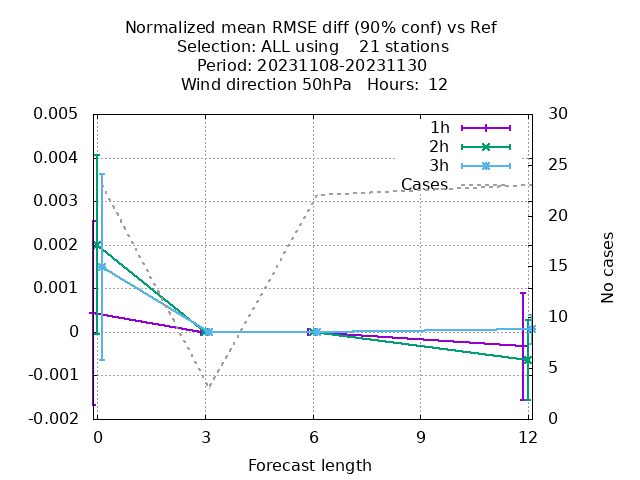 Normalized mean RMSE diff (90% conf) vs Ref
Selection: ALL using    21 stations
Period: 20231108-20231130
Wind direction 50hPa   Hours:  12
0.005
0.004
0.003
0.002
0.001
0
-0.001
-0.002
30
25
20
15
10
5
0
1h
2h
3h
Cases
No cases
0 3 6 9 12
Forecast length